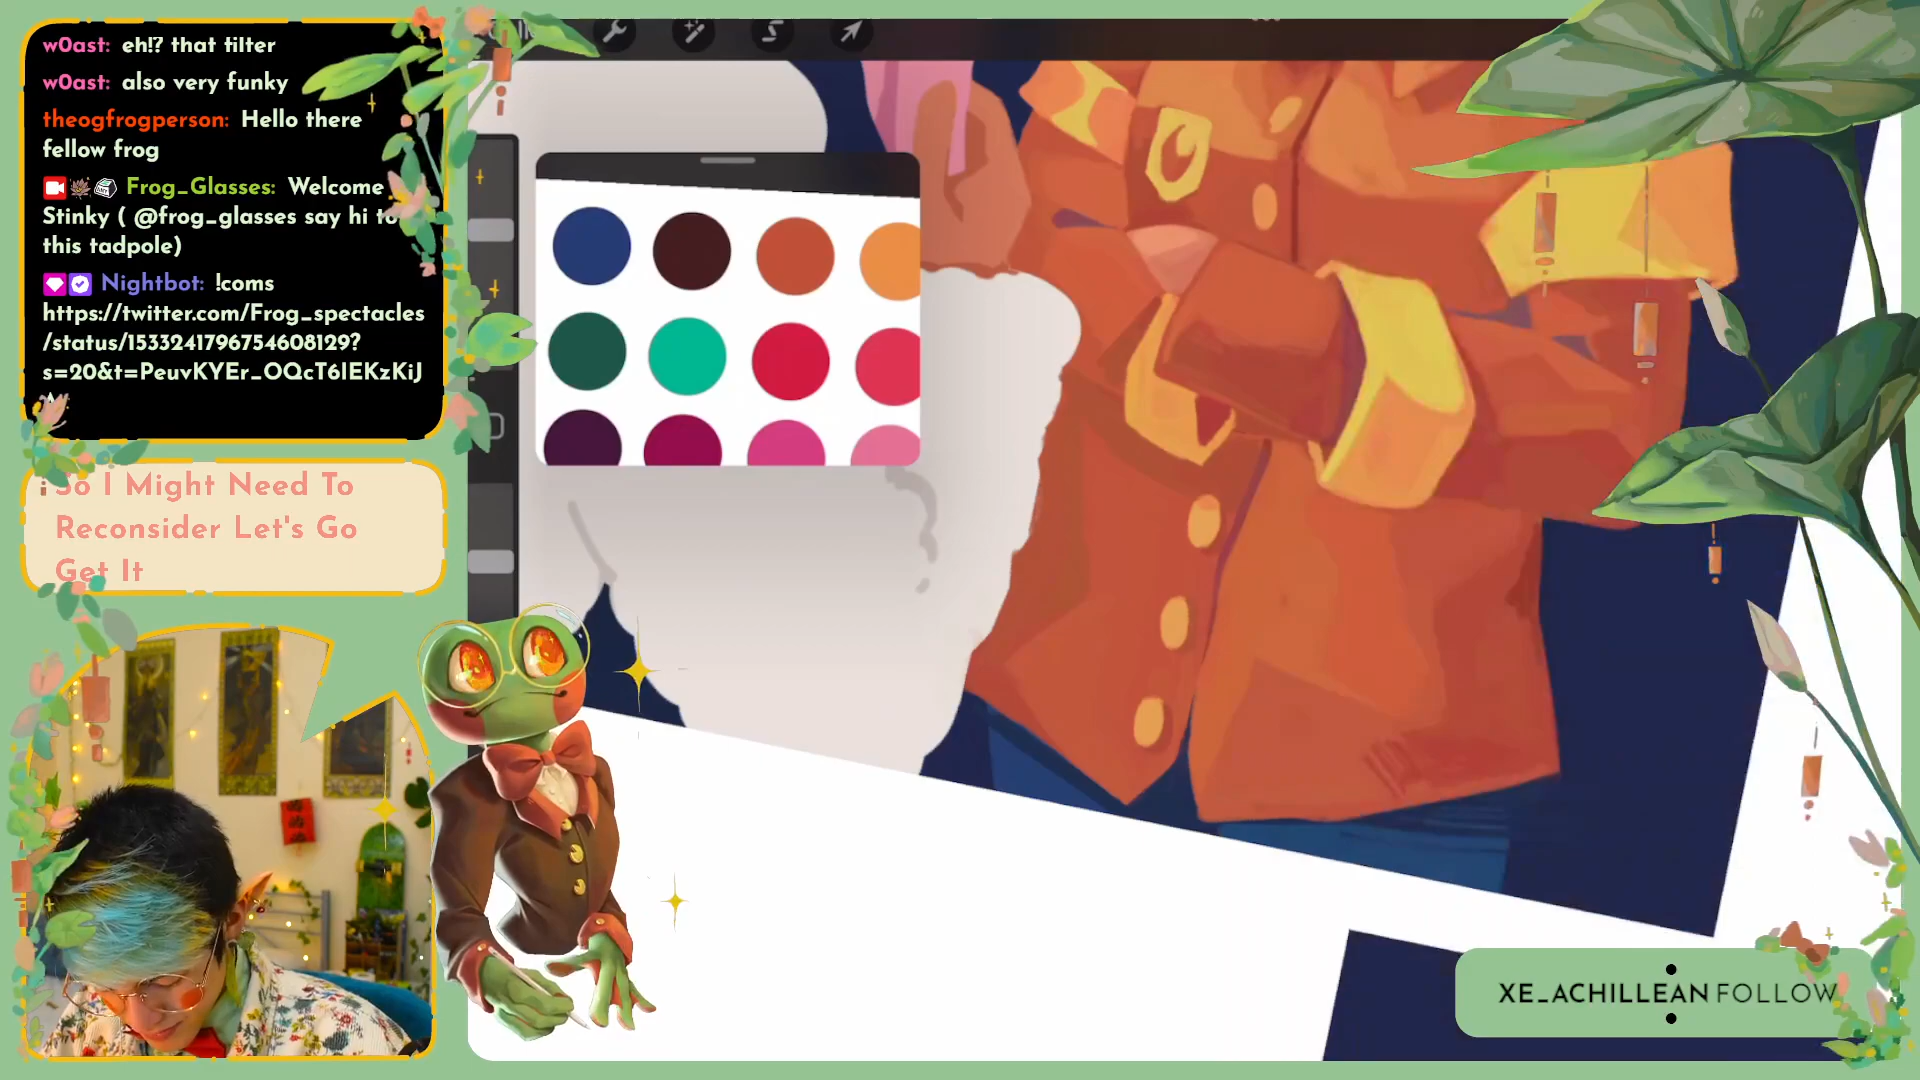 w0ast: eh!? that tilter
w0ast: also very funky
theogfrogperson: Hello there
fellow frog
Frog_Glasses: Welcome
Stinky ( @frog_glasses say hi to
this tadpole)
Nightbot: !coms
https://twitter.com/Frog_spectacles
/status/1533241796754608129?
s=20&t=PeuvKYEr_OQcT6IEKzKiJ
So I Might Need To
Reconsider Let's Go
Get It
XE_ACHILLEAN FOLLOW